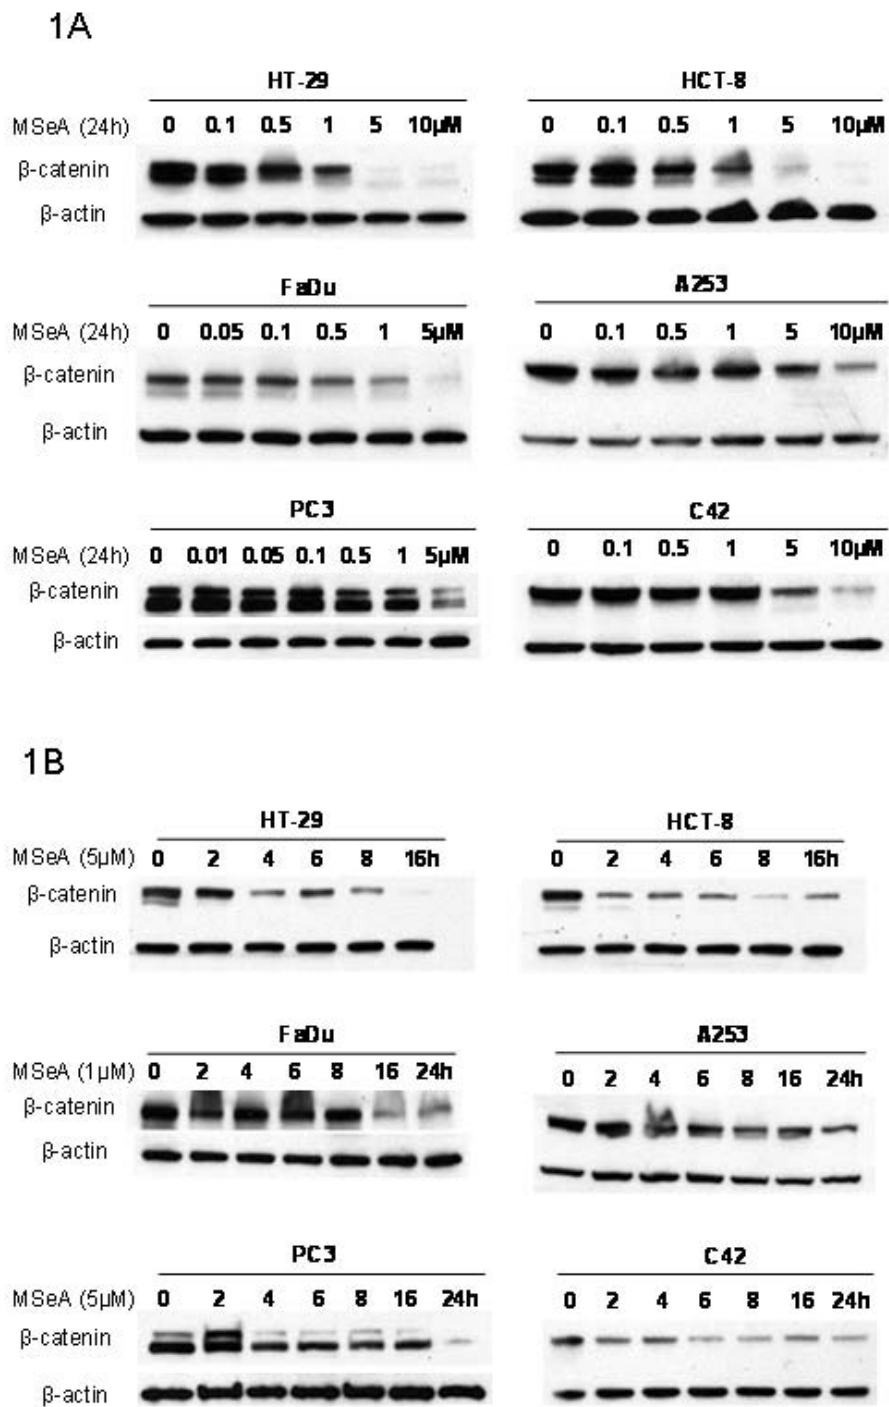 1A
HT-29
MSeA (24h) 0 0.1 0.5 1 5 10µM
β-catenin
β-actin
HCT-8
0 0.1 0.5 1 5 10µM
FaDu
MSeA (24h) 0 0.05 0.1 0.5 1 5µM
β-catenin
β-actin
A253
0 0.1 0.5 1 5 10µM
PC3
MSeA (24h) 0 0.01 0.05 0.1 0.5 1 5µM
β-catenin
β-actin
C42
0 0.1 0.5 1 5 10µM
1B
HT-29
MSeA (5µM) 0 2 4 6 8 16h
β-catenin
β-actin
HCT-8
0 2 4 6 8 16h
FaDu
MSeA (1µM) 0 2 4 6 8 16 24h
β-catenin
β-actin
A253
0 2 4 6 8 16 24h
PC3
MSeA (5µM) 0 2 4 6 8 16 24h
β-catenin
β-actin
C42
0 2 4 6 8 16 24h